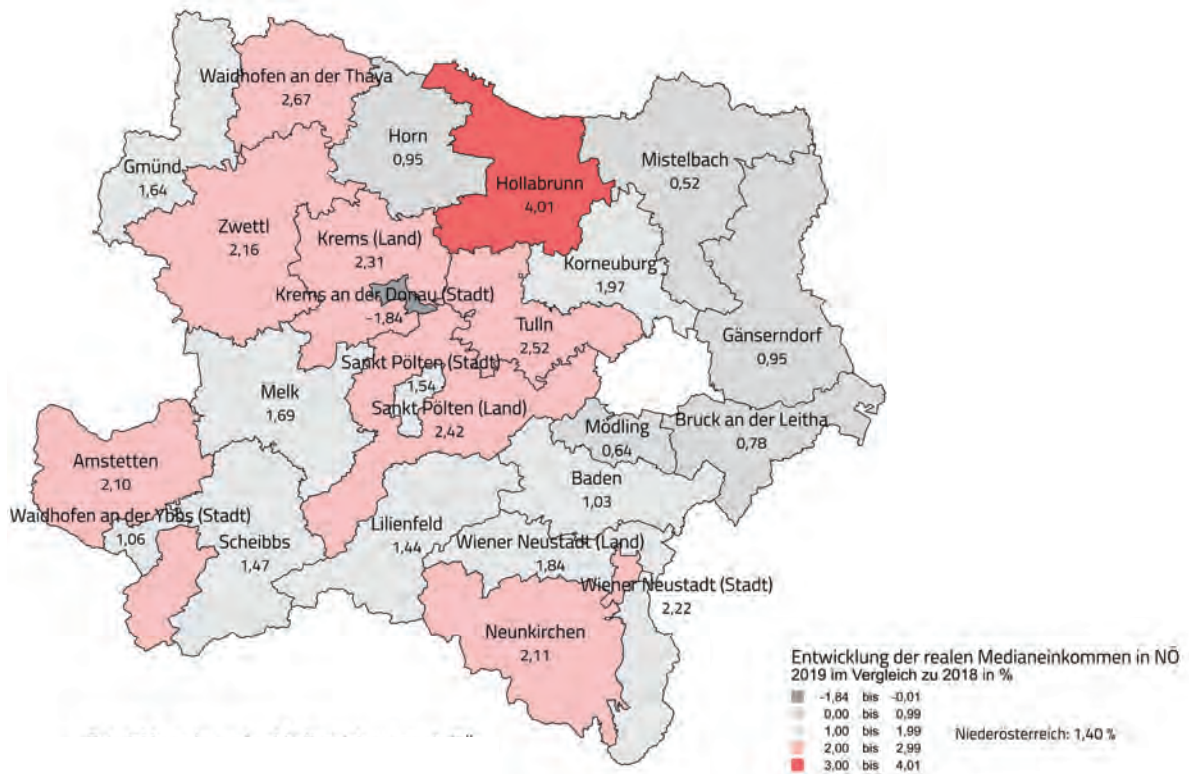 Waidhofen an der Thaya
2,67
Horn
0,95
Gmünd
1,64
Hollabrunn
4,01
Mistelbach
0,52
Zwettl
2,16
Krems (Land)
2,31
Korneuburg
1,97
Krems an der Donau (Stadt)
-1,84
Tulln
2,52
Gänserndorf
0,95
Sankt Pölten (Stadt)
1,54
Melk
1,69
Sankt Pölten (Land)
2,42
Mödling
0,64
Bruck an der Leitha
0,78
Amstetten
2,10
Baden
1,03
Waidhofen an der Ybbs (Stadt)
1,06
Scheibbs
1,47
Lilienfeld
1,44
Wiener Neustadt (Land)
1,84
Wiener Neustadt (Stadt)
2,22
Neunkirchen
2,11
Entwicklung der realen Medianeinkommen in NÖ
2019 im Vergleich zu 2018 in %
-1,84 bis -0,01
0,00 bis 0,99
1,00 bis 1,99
2,00 bis 2,99
3,00 bis 4,01
Niederösterreich: 1,40 %